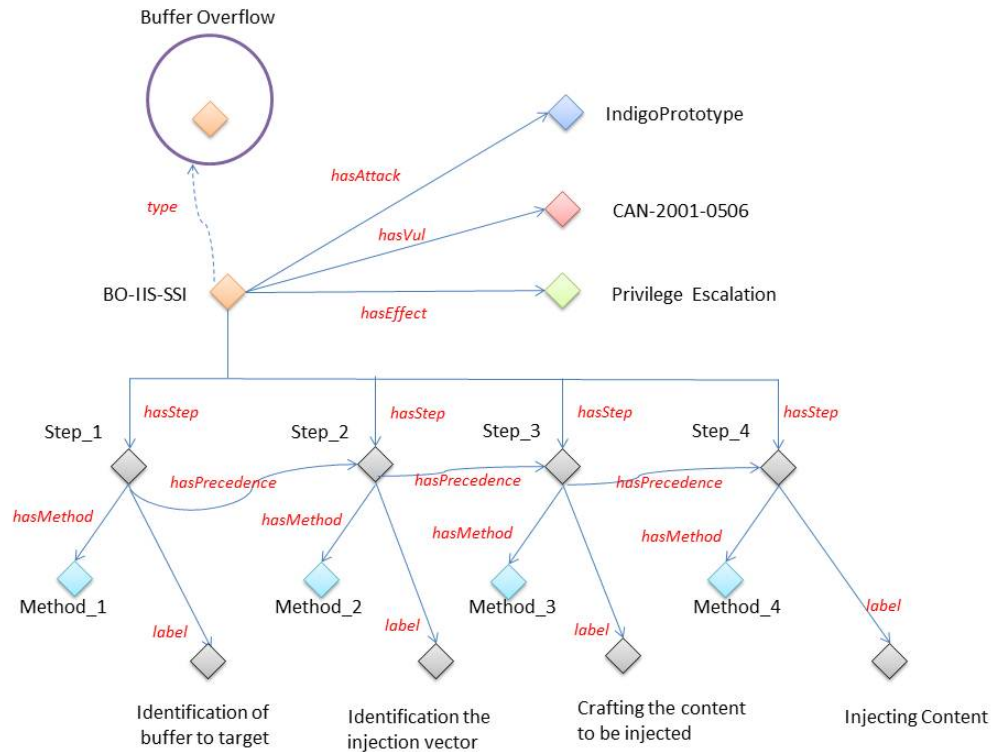 Buffer Overflow
IndigoPrototype
hasAttack
type
CAN-2001-0506
hasVul
BO-IIS-SSI
Privilege Escalation
hasEffect
hasStep
hasStep
hasStep
hasStep
Step_1
Step_2
Step_3
Step_4
hasPrecedence
hasPrecedence
hasPrecedence
hasMethod
hasMethod
hasMethod
hasMethod
Method_1
Method_2
Method_3
Method_4
label
label
label
label
Identification of
buffer to target
Identification the
injection vector
Crafting the content
to be injected
Injecting Content